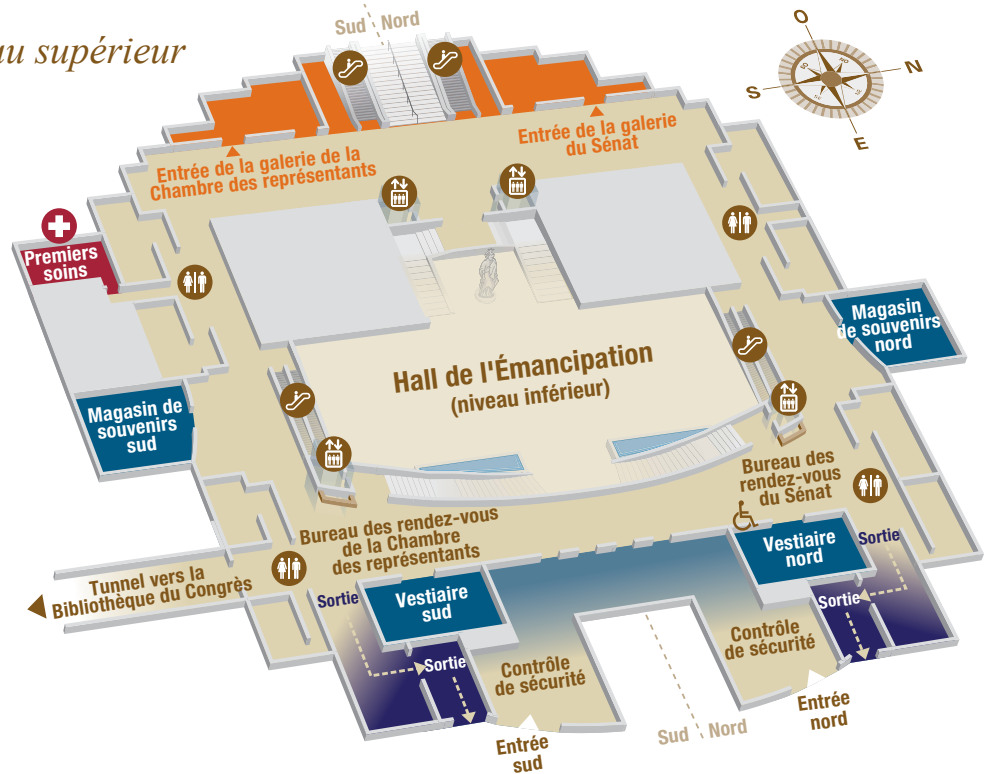 au supérieur
Sud Nord
O
N
S
E
Entrée de la galerie de la
Chambre des représentants
Entrée de la galerie
du Sénat
Premiers
soins
Magasin
de souvenirs
nord
Hall de l'Émancipation
(niveau inférieur)
Magasin de
souvenirs
sud
Bureau des
rendez-vous
du Sénat
Bureau des rendez-vous
de la Chambre
des représentants
Vestiaire
nord
Sortie
Tunnel vers la
Bibliothèque du Congrès
Sortie
Vestiaire
sud
Sortie
Contrôle
de sécurité
Sortie
Contrôle
de sécurité
Entrée
nord
Sud Nord
Entrée
sud